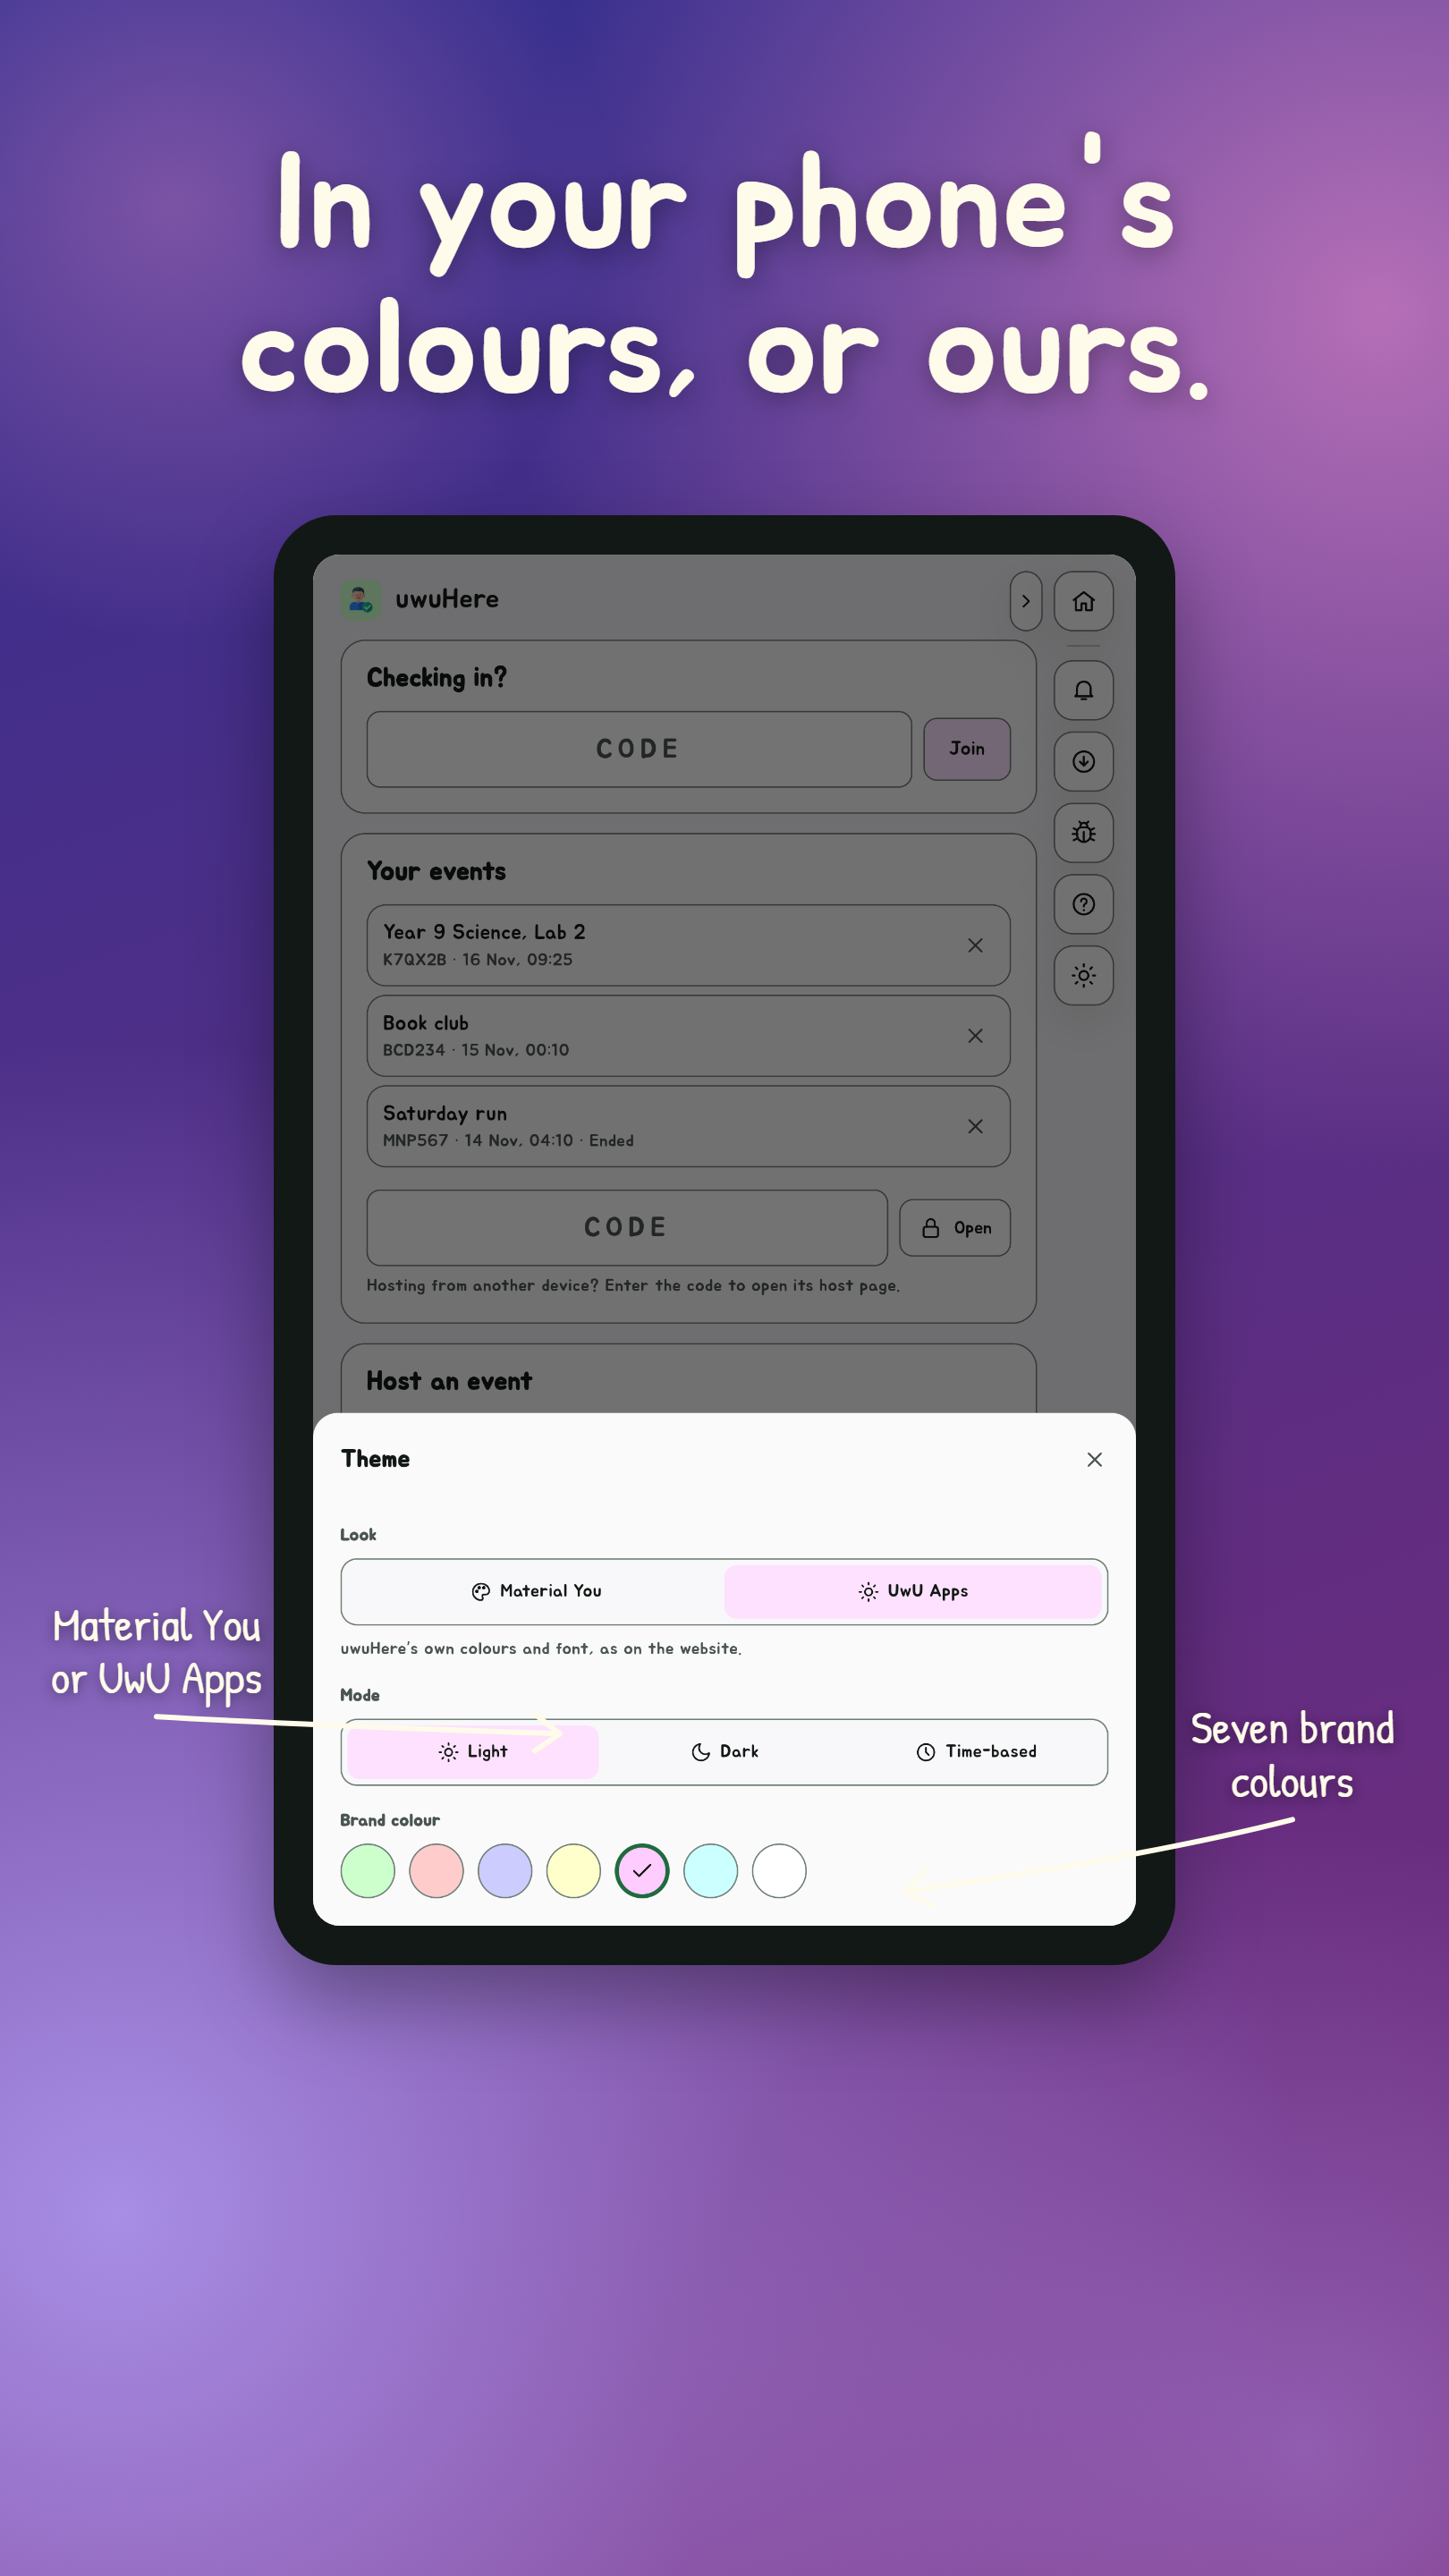 In your phone's
colours, or ours.
uwuHere
Checking in?
CODE
Join
Your events
Year 9 Science, Lab 2
K7QX2B · 16 Nov, 09:25
Book club
BCD234 · 15 Nov, 00:10
Saturday run
MNP567 · 14 Nov, 04:10 · Ended
CODE
Open
Hosting from another device? Enter the code to open its host page.
Host an event
Theme
Look
Material You
UwU Apps
uwuHere's own colours and font, as on the website.
Mode
Light
Dark
Time-based
Brand colour
Material You
or UwU Apps
Seven brand
colours